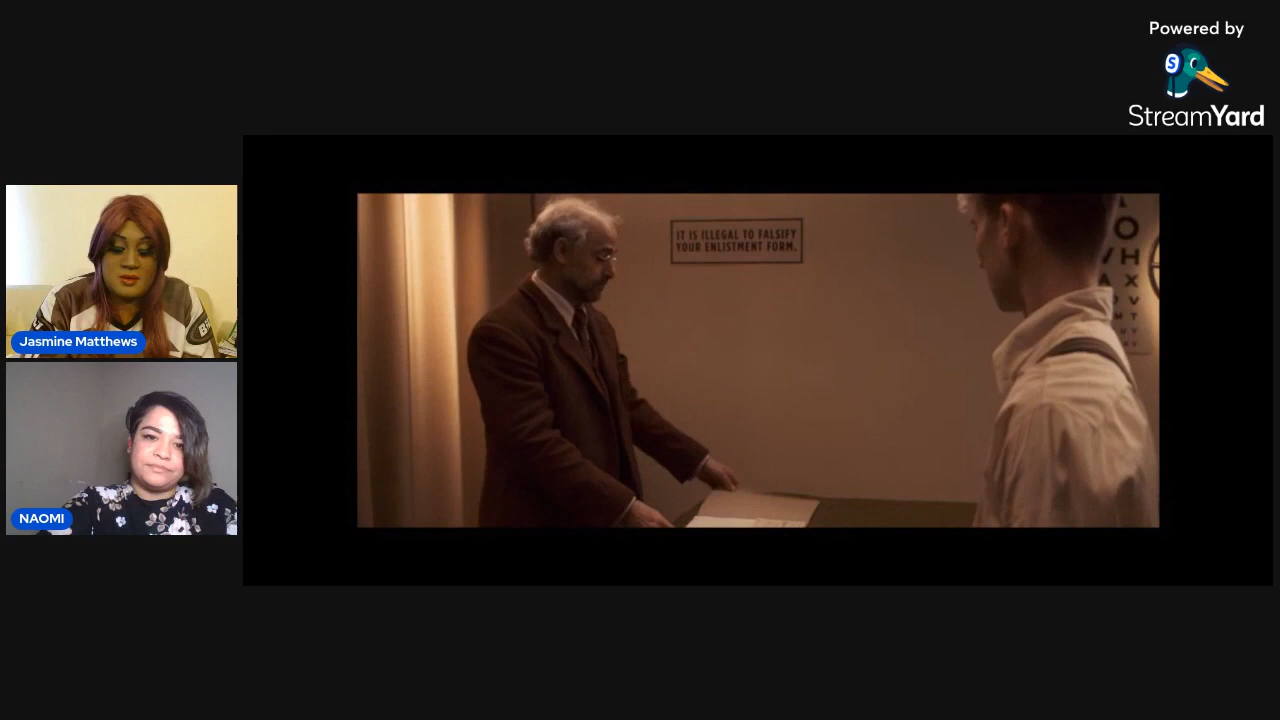 Powered by
S
StreamYard
IT IS ILLEGAL TO FALSIFY
YOUR ENLISTMENT FORM.
O
H
V
X
V
T
Jasmine Matthews
NAOMI